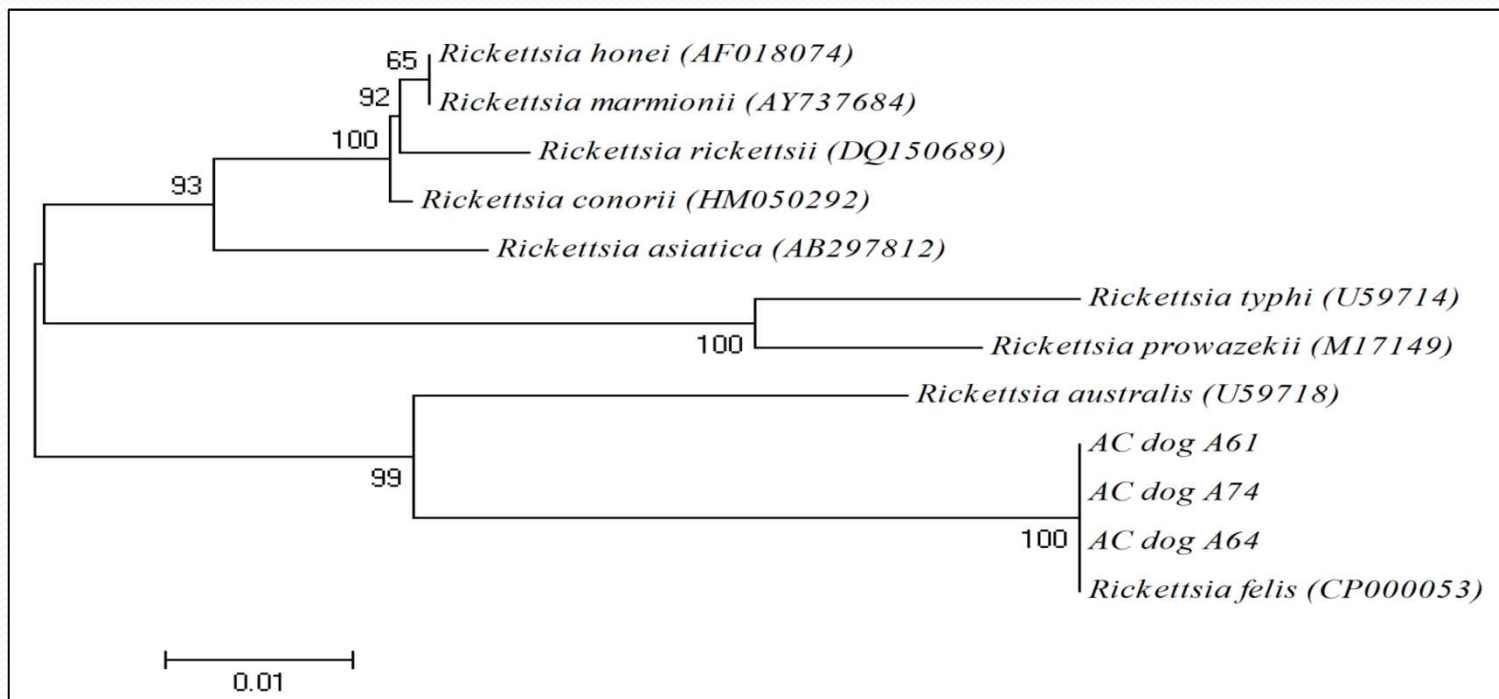 65
Rickettsia honei (AF018074)
92
Rickettsia marmionii (AY737684)
100
Rickettsia rickettsii (DQ150689)
93
Rickettsia conorii (HM050292)
Rickettsia asiatica (AB297812)
Rickettsia typhi (U59714)
100
Rickettsia prowazekii (M17149)
Rickettsia australis (U59718)
99
AC dog A61
AC dog A74
100
AC dog A64
Rickettsia felis (CP000053)
0.01